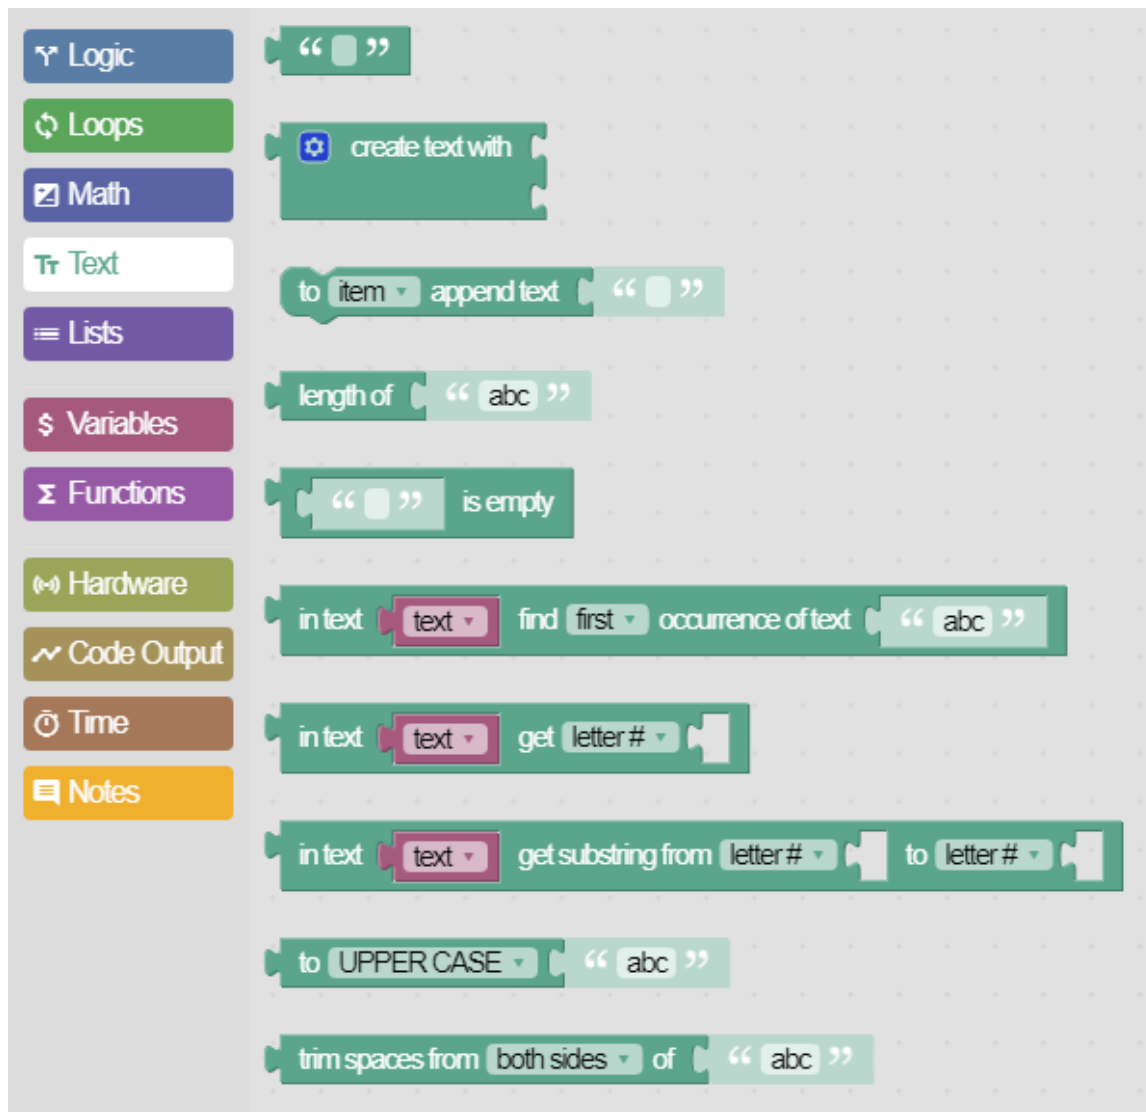 Logic
Loops
Math
Text
Lists
Variables
Functions
Hardware
Code Output
Time
Notes
“ ”
create text with
to item append text “ ”
length of “ abc ”
“ ” is empty
in text text find first occurrence of text “ abc ”
in text text get letter #
in text text get substring from letter # to letter #
to UPPER CASE “ abc ”
trim spaces from both sides of “ abc ”